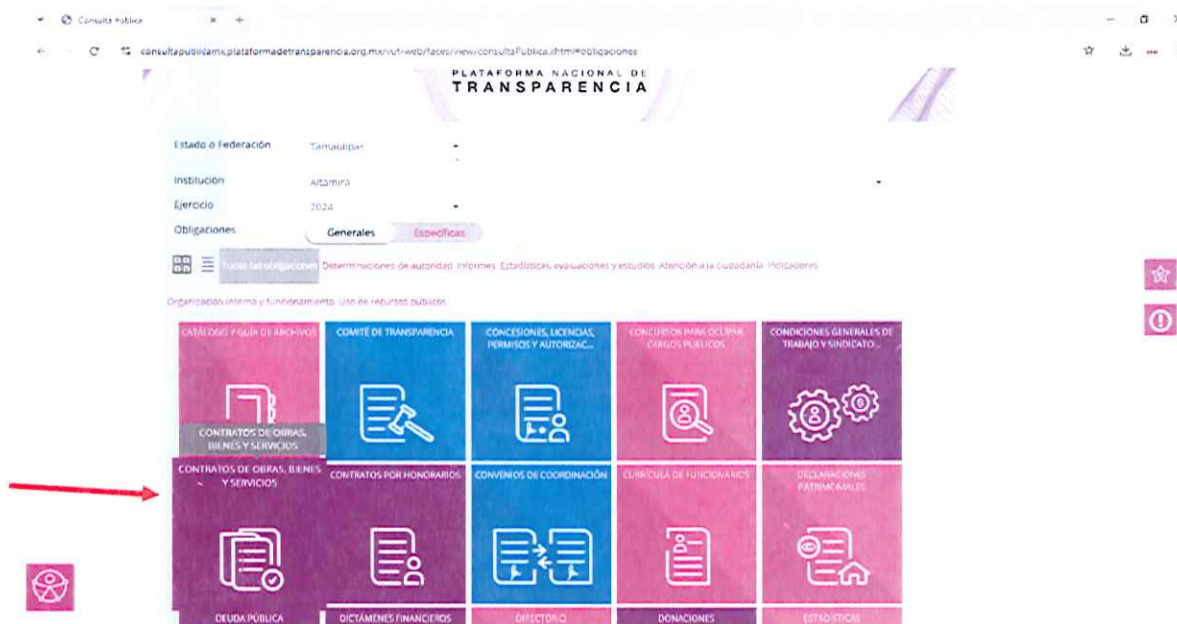 Consulta Publica
consultapublicamx.plataformadetransparencia.org.mx/vut-web/faces/view/consultaPublica.xhtml#obligaciones
PLATAFORMA NACIONAL DE
TRANSPARENCIA
Estado o Federación Tamaulipas
Institución Altamira
Ejercicio 2024
Obligaciones Generales Específicas
Todas las obligaciones Determinaciones de autoridad Informes Estadísticas, evaluaciones y estudios Atención a la ciudadanía Indicadores
Organización interna y funcionamiento Uso de recursos públicos
CATÁLOGO Y GUÍA DE ARCHIVOS
COMITÉ DE TRANSPARENCIA
CONCESIONES, LICENCIAS,
PERMISOS Y AUTORIZAC...
CONCURSOS PARA OCUPAR
CARGOS PÚBLICOS
CONDICIONES GENERALES DE
TRABAJO Y SINDICATO...
CONTRATOS DE OBRAS,
BIENES Y SERVICIOS
CONTRATOS DE OBRAS, BIENES
Y SERVICIOS
CONTRATOS POR HONORARIOS
CONVENIOS DE COORDINACIÓN
CURRÍCULA DE FUNCIONARIOS
DECLARACIONES
PATRIMONIALES
DEUDA PÚBLICA
DICTÁMENES FINANCIEROS
DIRECTORIO
DONACIONES
ESTADÍSTICAS